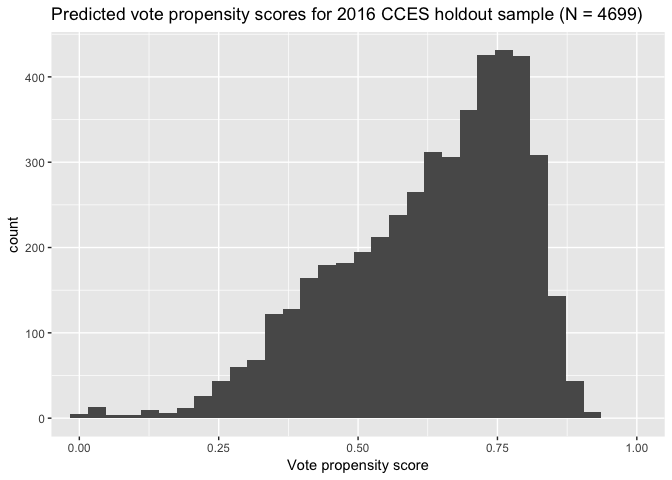 Predicted vote propensity scores for 2016 CCES holdout sample (N = 4699)
400
300
200
100
0
count
0.00 0.25 0.50 0.75 1.00
Vote propensity score